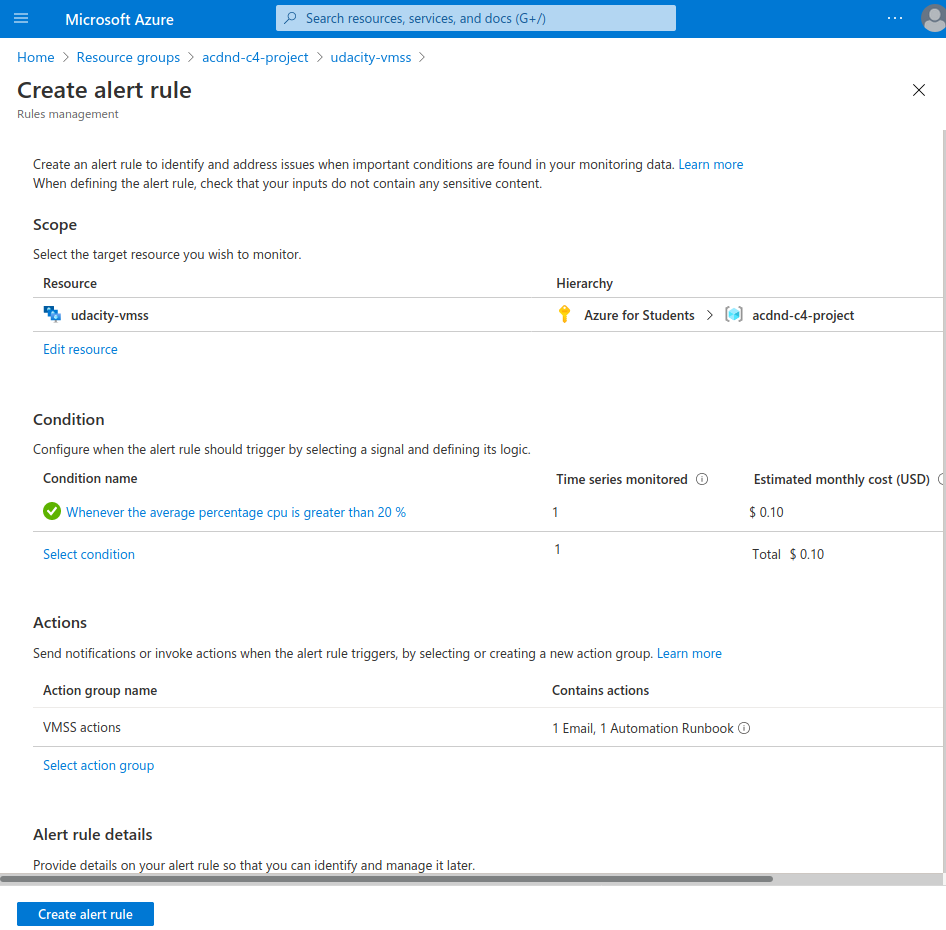 Microsoft Azure
Search resources, services, and docs (G+/)
Home > Resource groups > acdnd-c4-project > udacity-vmss >
Create alert rule
Rules management
Create an alert rule to identify and address issues when important conditions are found in your monitoring data. Learn more
When defining the alert rule, check that your inputs do not contain any sensitive content.
Scope
Select the target resource you wish to monitor.
Resource Hierarchy
udacity-vmss Azure for Students > acdnd-c4-project
Edit resource
Condition
Configure when the alert rule should trigger by selecting a signal and defining its logic.
Condition name Time series monitored Estimated monthly cost (USD)
Whenever the average percentage cpu is greater than 20 % 1 $ 0.10
Select condition 1 Total $ 0.10
Actions
Send notifications or invoke actions when the alert rule triggers, by selecting or creating a new action group. Learn more
Action group name Contains actions
VMSS actions 1 Email, 1 Automation Runbook
Select action group
Alert rule details
Provide details on your alert rule so that you can identify and manage it later.
Create alert rule